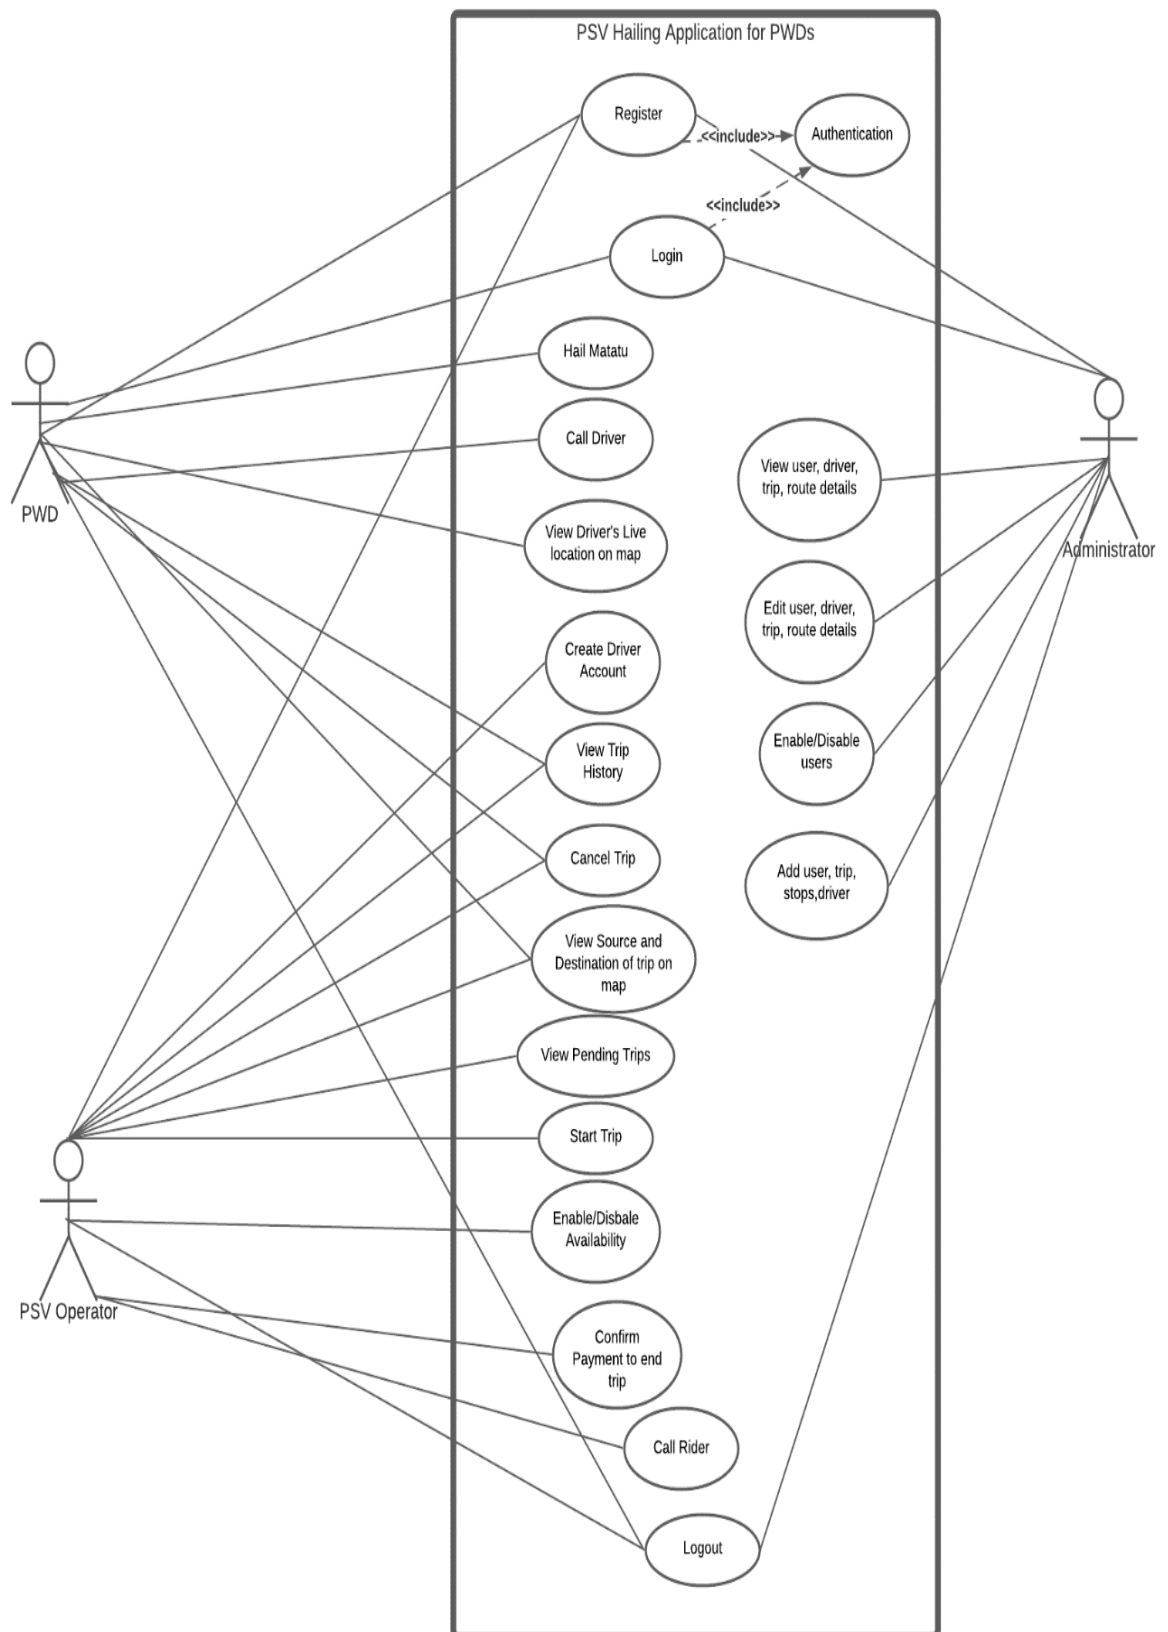 PSV Hailing Application for PWDs
Register
<<include>>
Authentication
<<include>>
Login
Hail Matatu
Call Driver
View Driver's Live
location on map
PWD
View user, driver,
trip, route details
Administrator
Edit user, driver,
trip, route details
Create Driver
Account
View Trip
History
Enable/Disable
users
Cancel Trip
Add user, trip,
stops,driver
View Source and
Destination of trip on
map
View Pending Trips
Start Trip
Enable/Disbale
Availability
PSV Operator
Confirm
Payment to end
trip
Call Rider
Logout